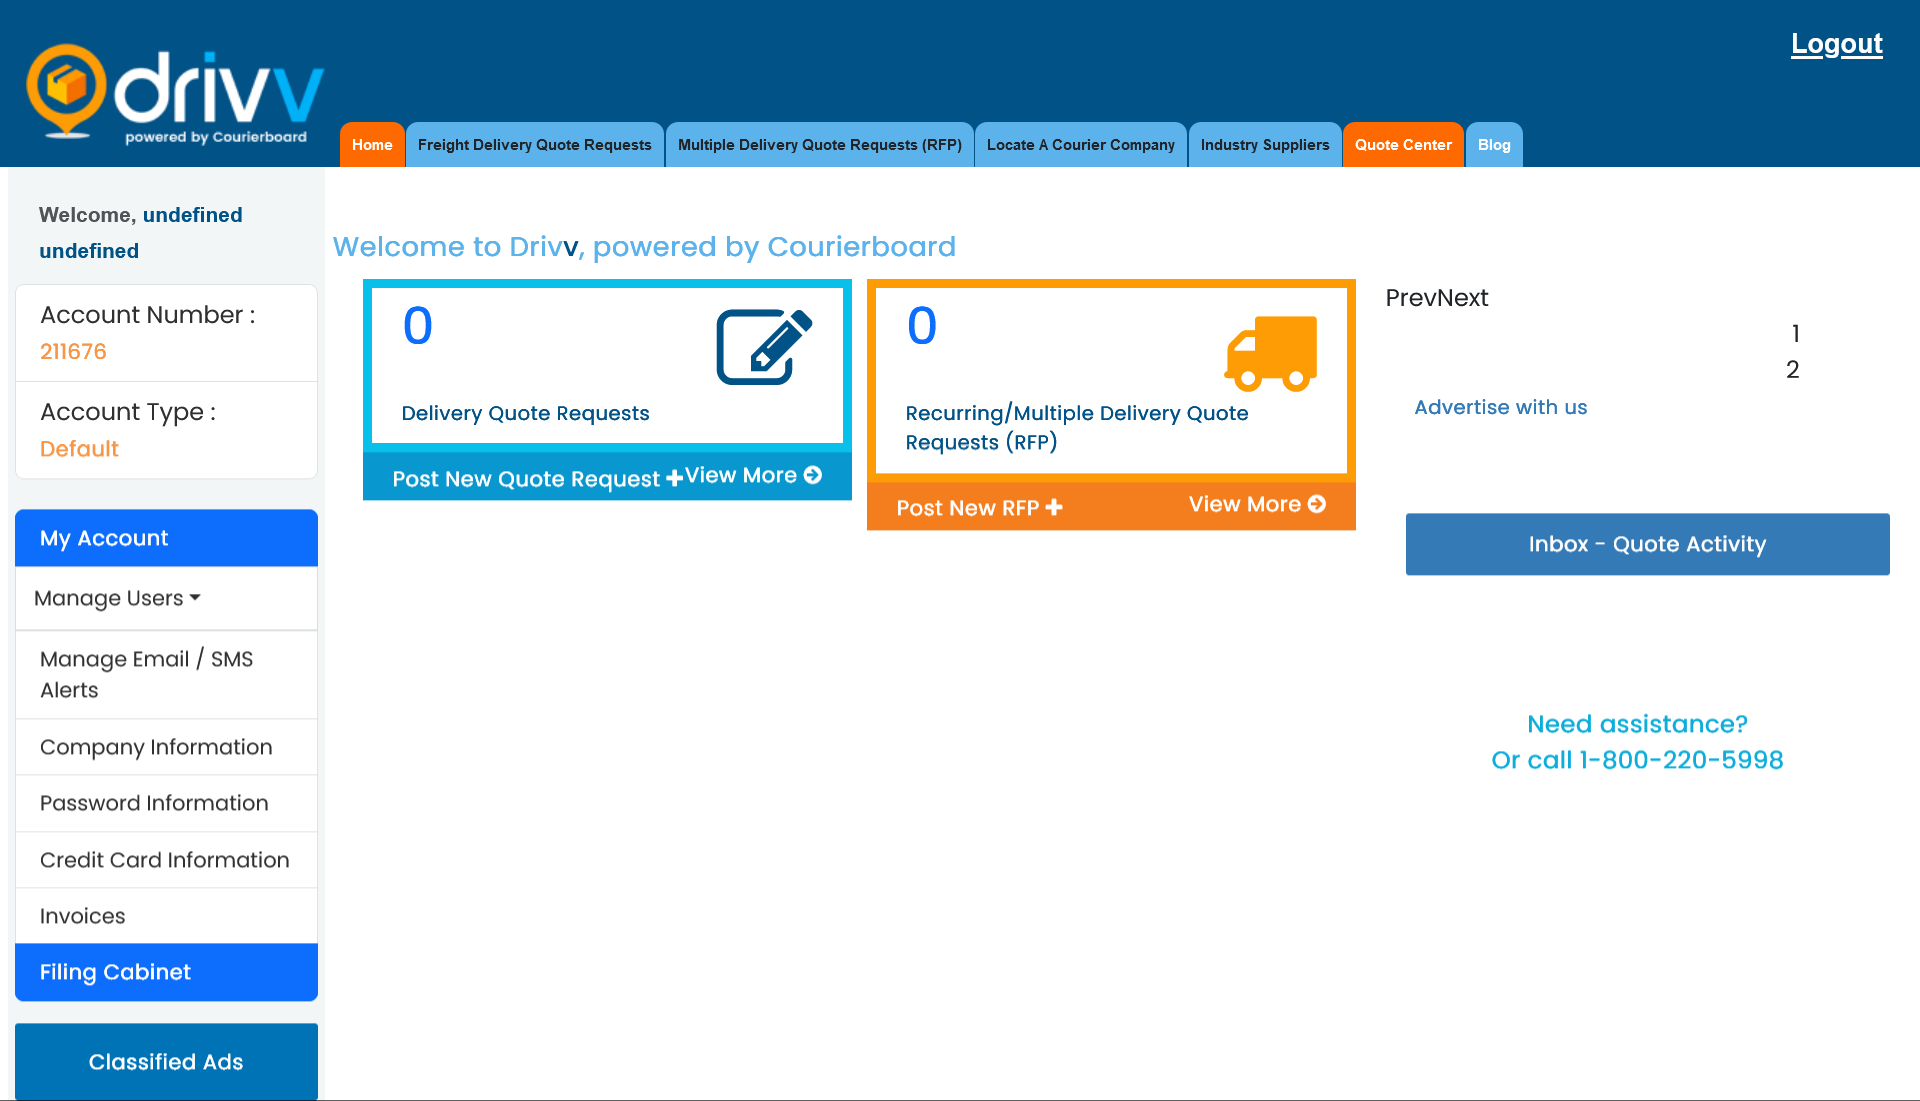 Logout
drivv
powered by Courierboard
Home Freight Delivery Quote Requests Multiple Delivery Quote Requests (RFP) Locate A Courier Company Industry Suppliers Quote Center Blog
Welcome, undefined
undefined
Account Number :
211676
Account Type :
Default
My Account
Manage Users
Manage Email / SMS
Alerts
Company Information
Password Information
Credit Card Information
Invoices
Filing Cabinet
Classified Ads
Welcome to Drivv, powered by Courierboard
0
Delivery Quote Requests
Post New Quote Request View More
0
Recurring/Multiple Delivery Quote
Requests (RFP)
Post New RFP View More
PrevNext
1
2
Advertise with us
Inbox - Quote Activity
Need assistance?
Or call 1-800-220-5998